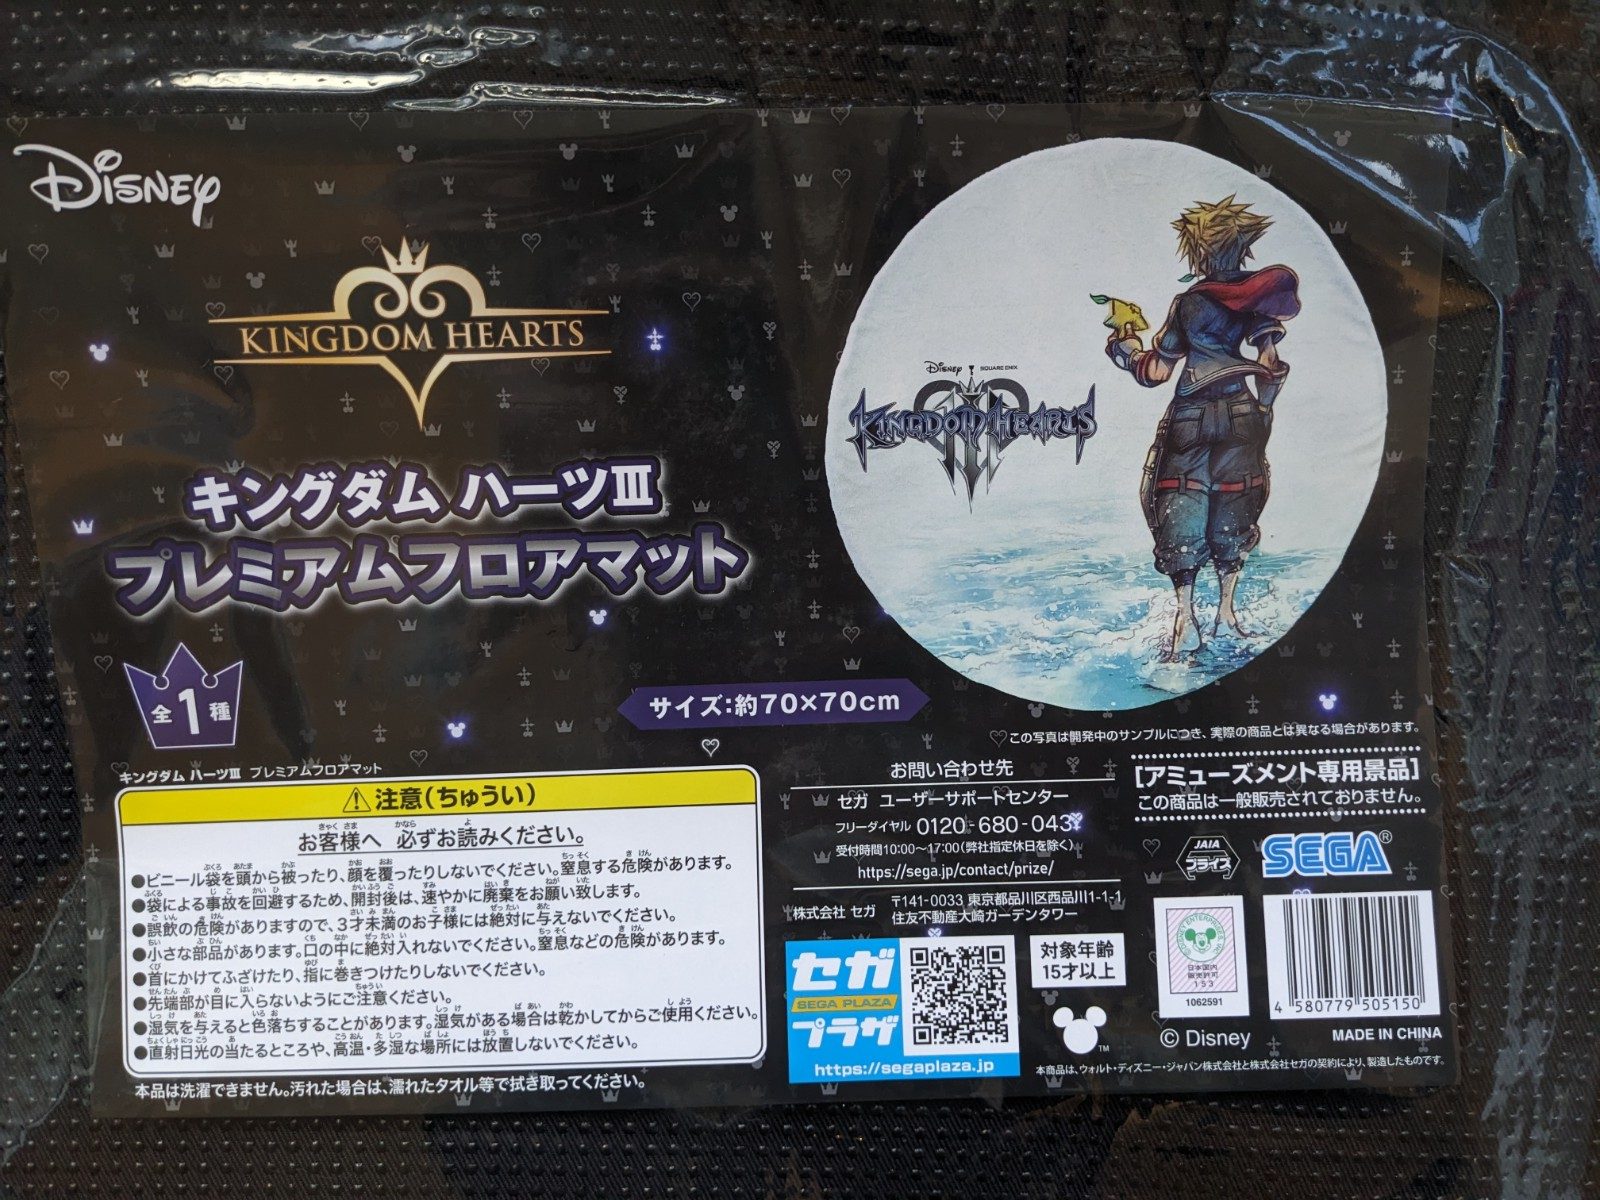 Disney
KINGDOM HEARTS
キングダム ハーツIII
プレミアムフロアマット
全1種
サイズ:約70×70cm
Disney SQUARE ENIX
KINGDOM HEARTS
III
この写真は開発中のサンプルにつき、実際の商品とは異なる場合があります。
キングダム ハーツIII プレミアムフロアマット
⚠注意(ちゅうい)
お客様へ 必ずお読みください。
●ビニール袋を頭から被ったり、顔を覆ったりしないでください。窒息する危険があります。
●袋による事故を回避するため、開封後は、速やかに廃棄をお願い致します。
●誤飲の危険がありますので、3才未満のお子様には絶対に与えないでください。
●小さな部品があります。口の中に絶対入れないでください。窒息などの危険があります。
●首にかけてふざけたり、指に巻きつけたりしないでください。
●先端部が目に入らないようにご注意ください。
●湿気を与えると色落ちすることがあります。湿気がある場合は乾かしてからご使用ください。
●直射日光の当たるところや、高温・多湿な場所には放置しないでください。
本品は洗濯できません。汚れた場合は、濡れたタオル等で拭き取ってください。
お問い合わせ先
セガ ユーザーサポートセンター
フリーダイヤル 0120-680-043
受付時間10:00~17:00(弊社指定休日を除く)
https://sega.jp/contact/prize/
株式会社 セガ 〒141-0033 東京都品川区西品川1-1-1
住友不動産大崎ガーデンタワー
セガ
SEGA PLAZA
プラザ
https://segaplaza.jp
対象年齢
15才以上
TM
[アミューズメント専用景品]
この商品は一般販売されておりません。
JAIA
プライズ
SEGA®
日本国内
販売許可
153
1062591
4 580779 505150
© Disney
MADE IN CHINA
本商品は、ウォルト・ディズニー・ジャパン株式会社と株式会社セガの契約により、製造したものです。